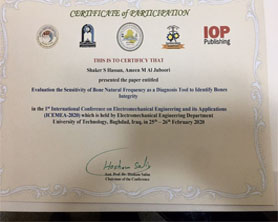 CERTIFICATE OF PARTICIPATION
IOP
Publishing
THIS IS TO CERTIFY THAT
Shaker S Hassan, Ameen M Al Juboori
presented the paper entitled
Evaluation the Sensitivity of Bone Natural Frequency as a Diagnosis Tool to Identify Bones
Integrity
in the 1st International Conference on Electromechanical Engineering and its Applications
(ICEMEA-2020) which is held by Electromechanical Engineering Department
University of Technology, Baghdad, Iraq, in 25th - 26th February 2020
Chairman of the Conference